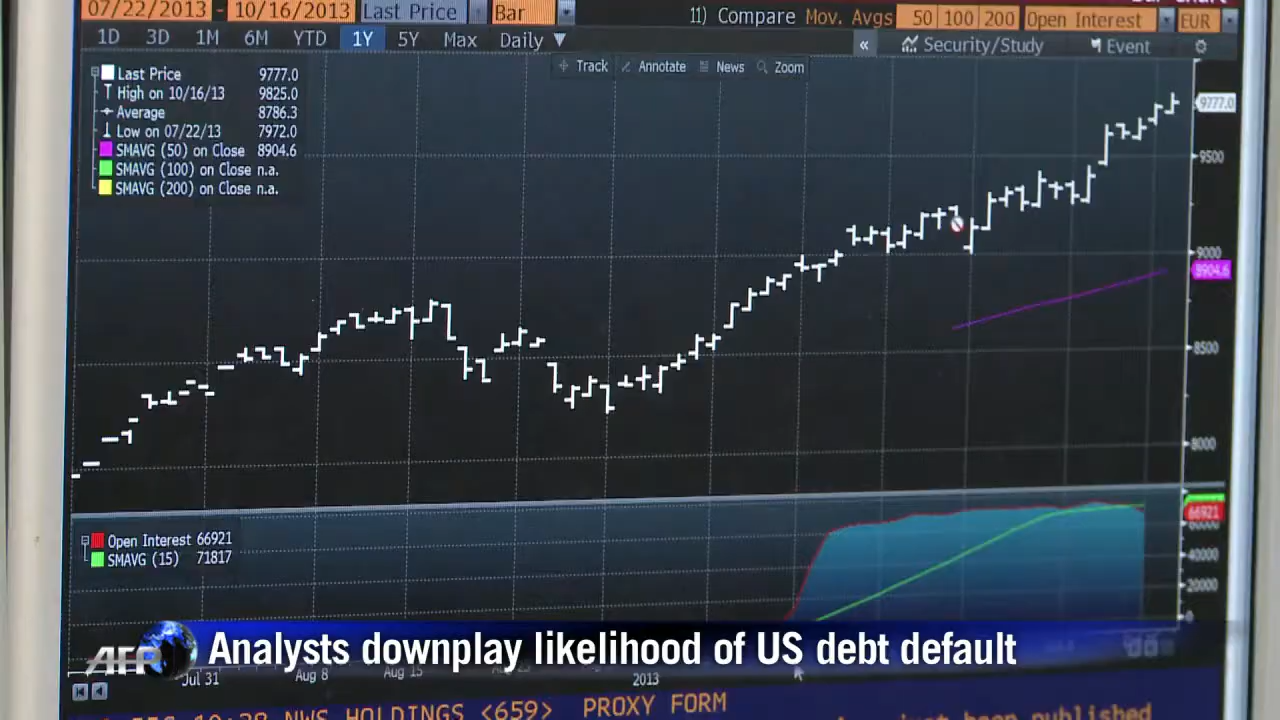 07/22/2013 - 10/16/2013 Last Price Bar 11) Compare Mov. Avgs 50 100 200 Open Interest EUR
1D 3D 1M 6M YTD 1Y 5Y Max Daily ▼ « Security/Study Event
Track Annotate News Zoom
Last Price 9777.0
High on 10/16/13 9825.0
Average 8786.3
Low on 07/22/13 7972.0
SMAVG (50) on Close 8904.6
SMAVG (100) on Close n.a.
SMAVG (200) on Close n.a.
9777.0
9500
9000
8904.6
8500
8000
Open Interest 66921
SMAVG (15) 71817
66921
40000
20000
0
AFP Analysts downplay likelihood of US debt default
Jul 31 Aug 8 Aug 15
2013
NWS HOLDINGS <659> PROXY FORM
just been published